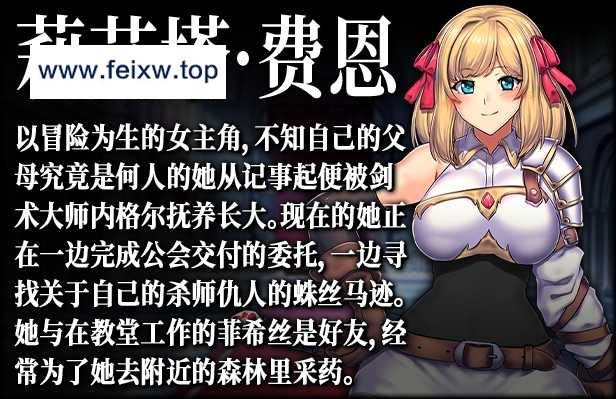 费恩
www.feixw.top
以冒险为生的女主角,不知自己的父
母究竟是何人的她从记事起便被剑
术大师内格尔抚养长大。现在的她正
在一边完成公会交付的委托,一边寻
找关于自己的杀师仇人的蛛丝马迹。
她与在教堂工作的菲希丝是好友,经
常为了她去附近的森林里采药。